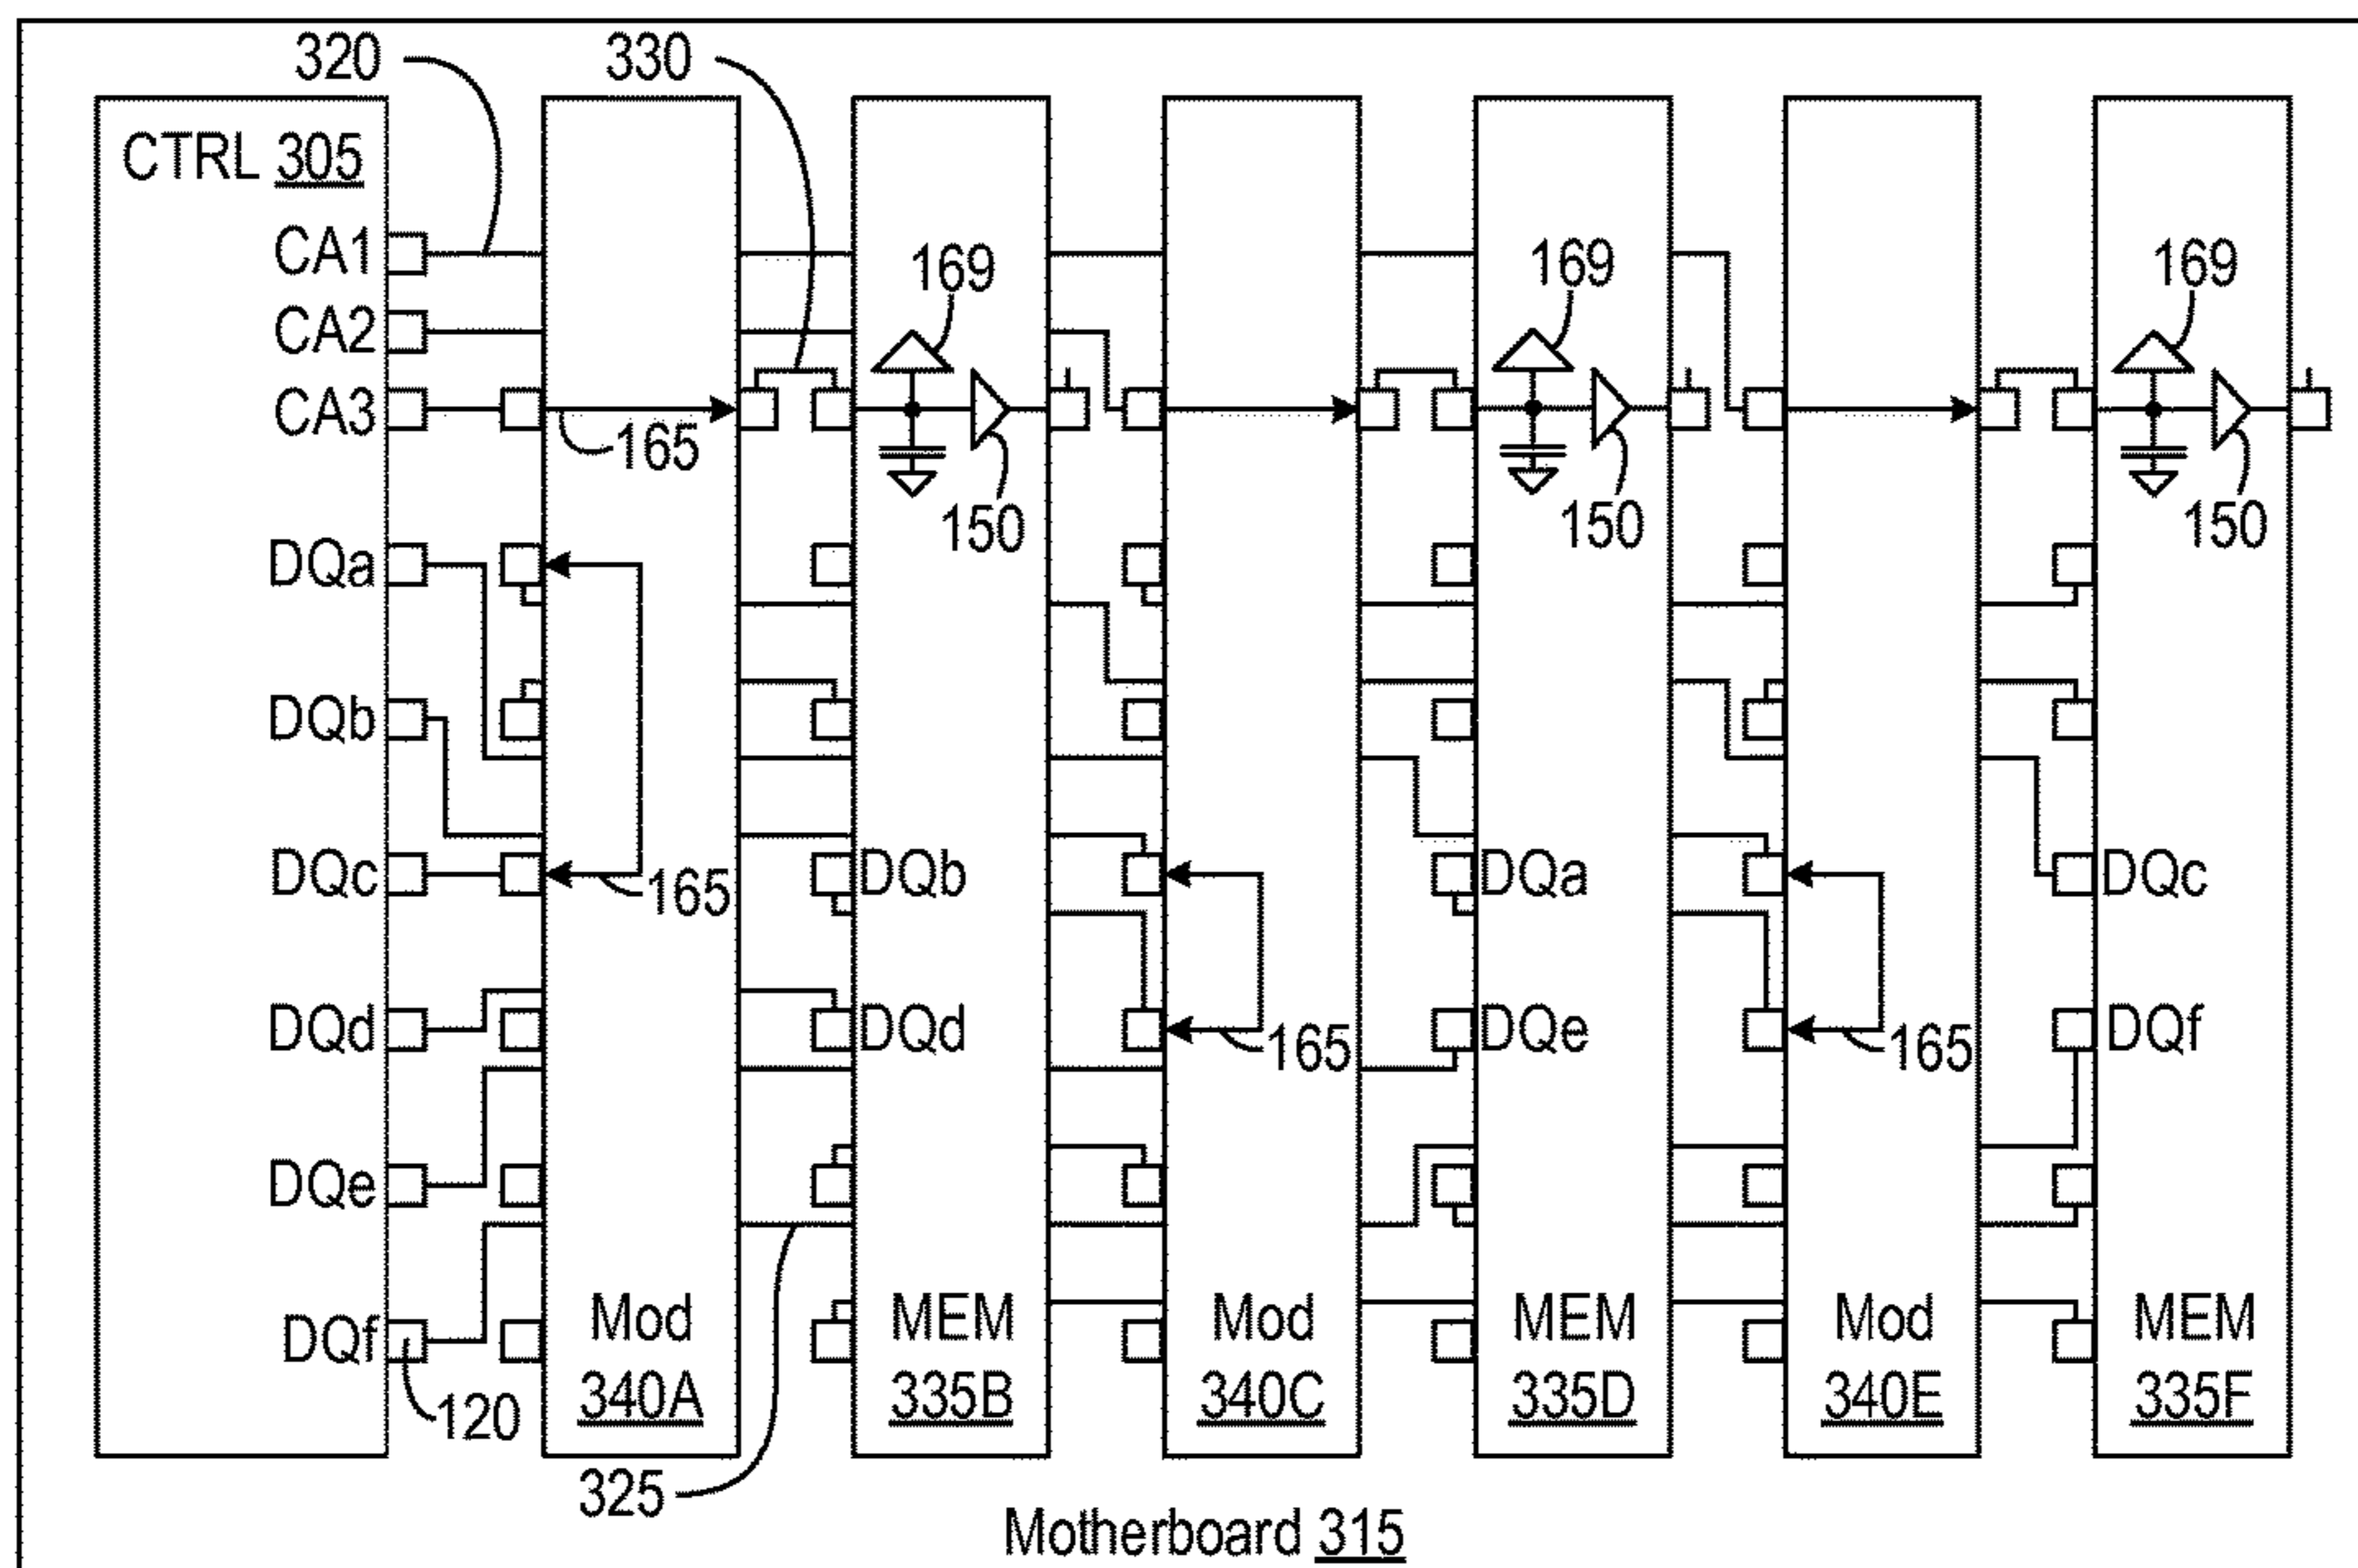 320 330
CTRL 305
CA1
169 169 169
CA2
CA3
165
150 150 150
DQa
DQb
DQc DQb DQa DQc
165
DQd DQd DQe DQf
165 165
DQe
DQf Mod MEM Mod MEM Mod MEM
120 340A 335B 340C 335D 340E 335F
325
Motherboard 315